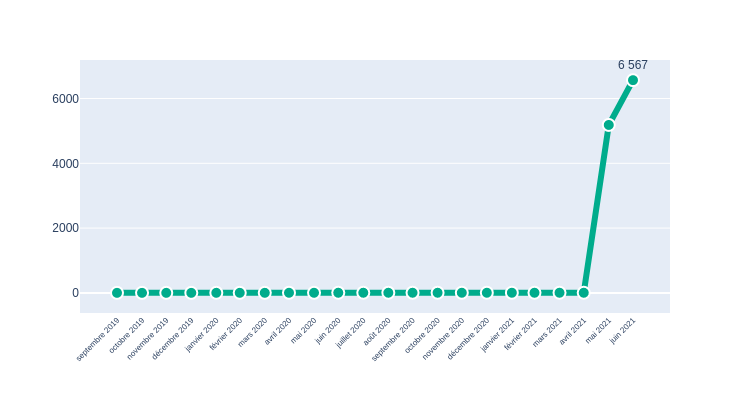 6 567
6000
4000
2000
0
septembre 2019
octobre 2019
novembre 2019
décembre 2019
janvier 2020
février 2020
mars 2020
avril 2020
mai 2020
juin 2020
juillet 2020
août 2020
septembre 2020
octobre 2020
novembre 2020
décembre 2020
janvier 2021
février 2021
mars 2021
avril 2021
mai 2021
juin 2021